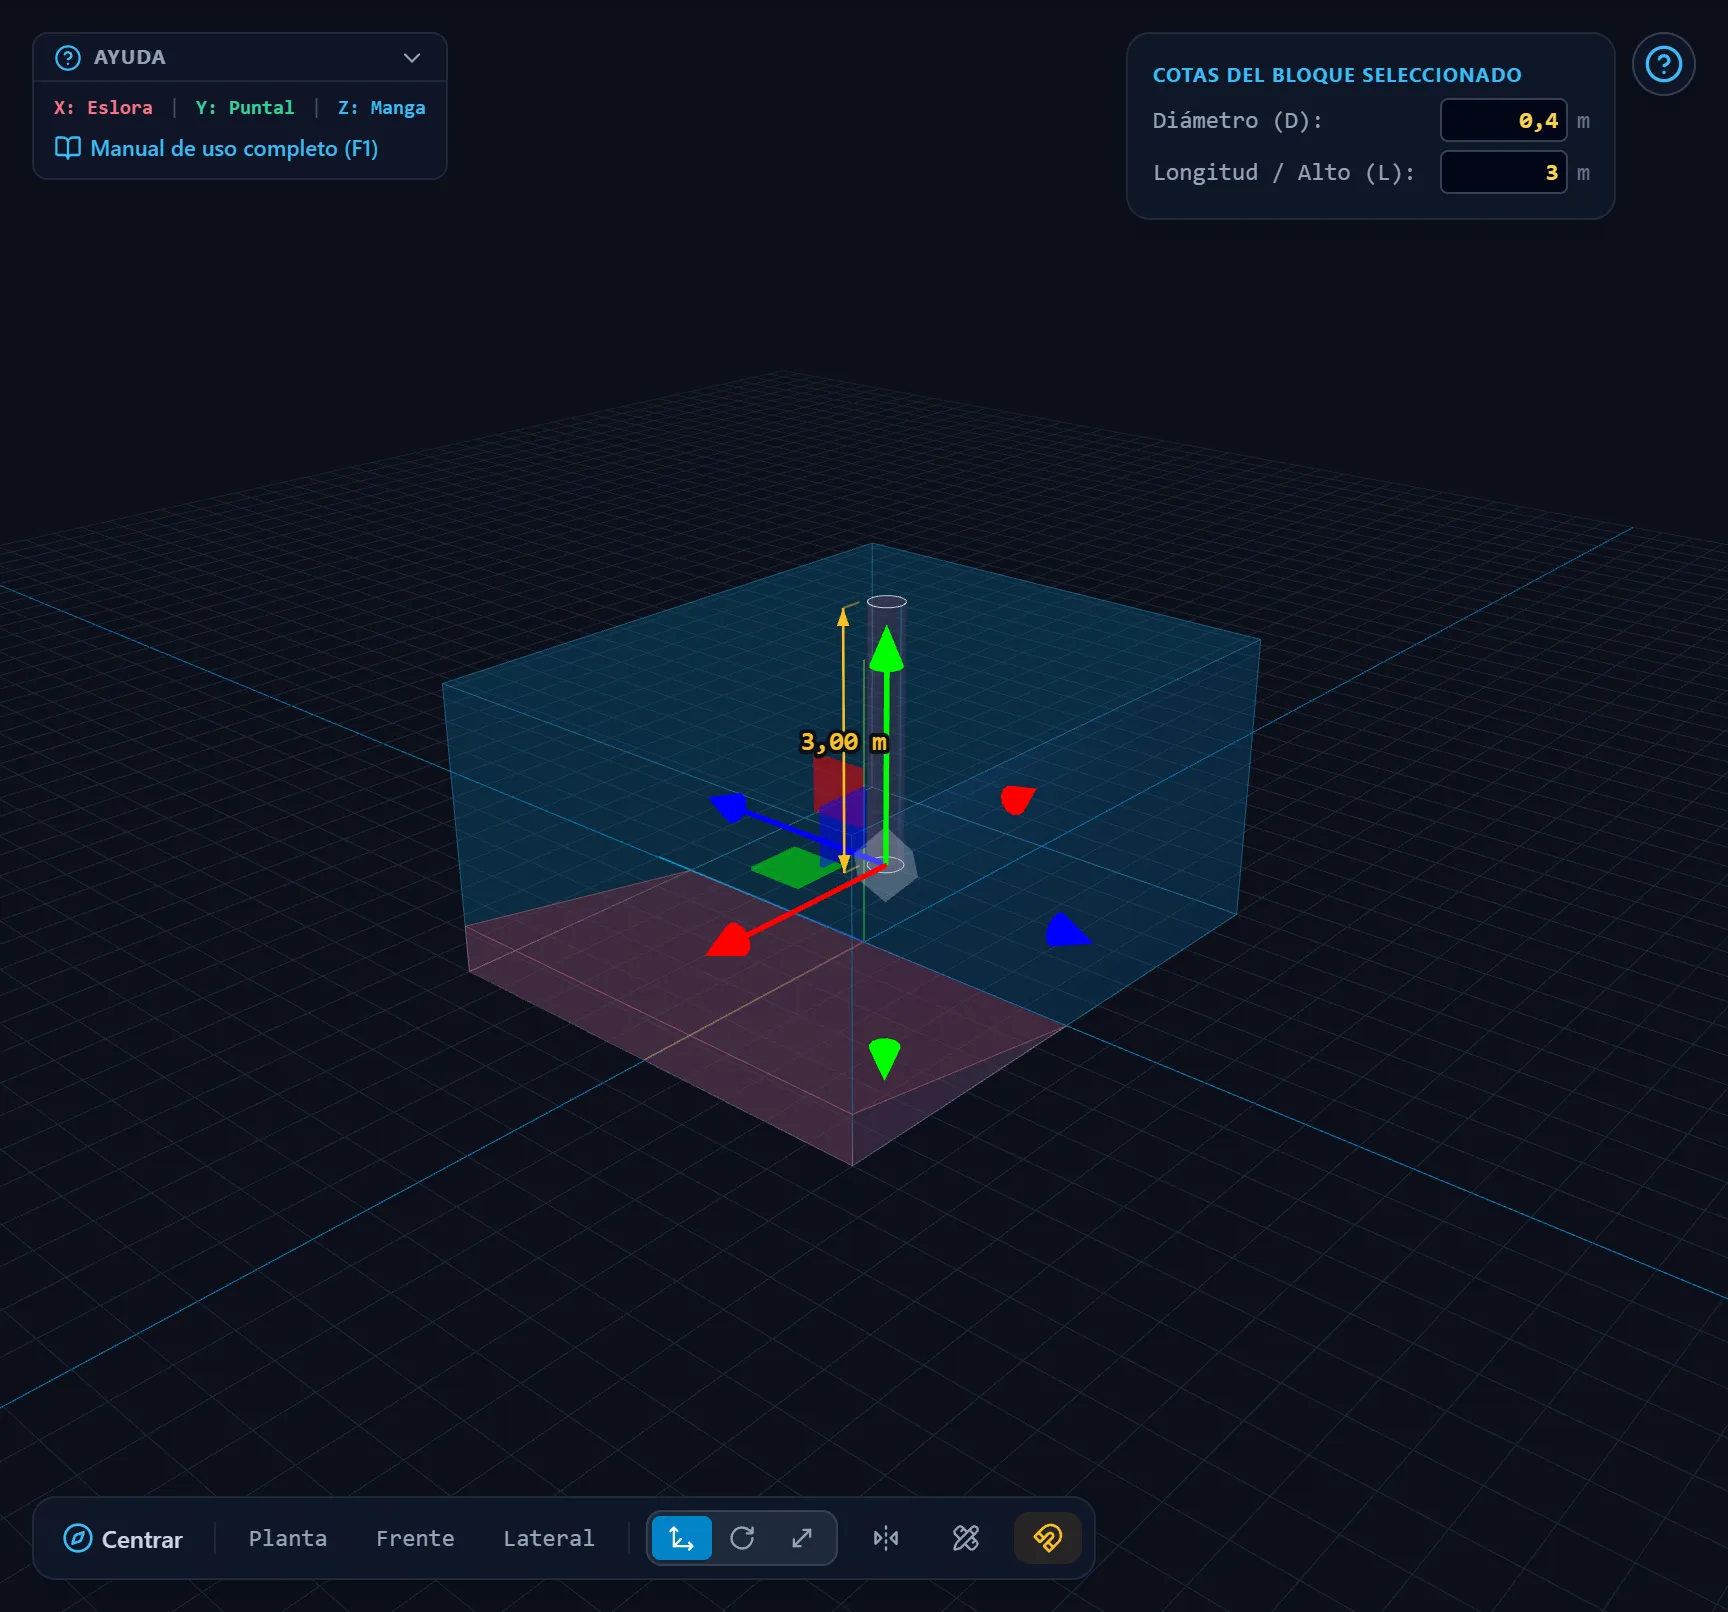 AYUDA
X: Eslora | Y: Puntal | Z: Manga
Manual de uso completo (F1)
COTAS DEL BLOQUE SELECCIONADO
Diámetro (D): 0,4 m
Longitud / Alto (L): 3 m
3,00 m
Centrar Planta Frente Lateral